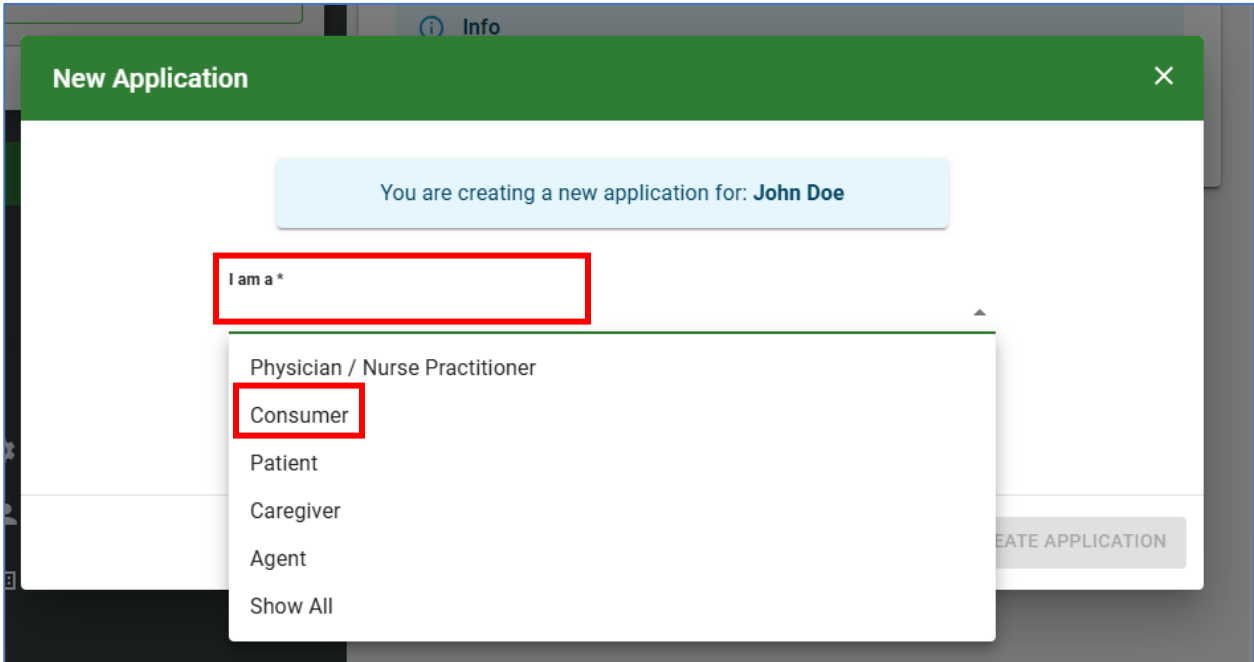 Info
New Application
You are creating a new application for: John Doe
I am a *
Physician / Nurse Practitioner
Consumer
Patient
Caregiver
Agent
Show All
EATE APPLICATION